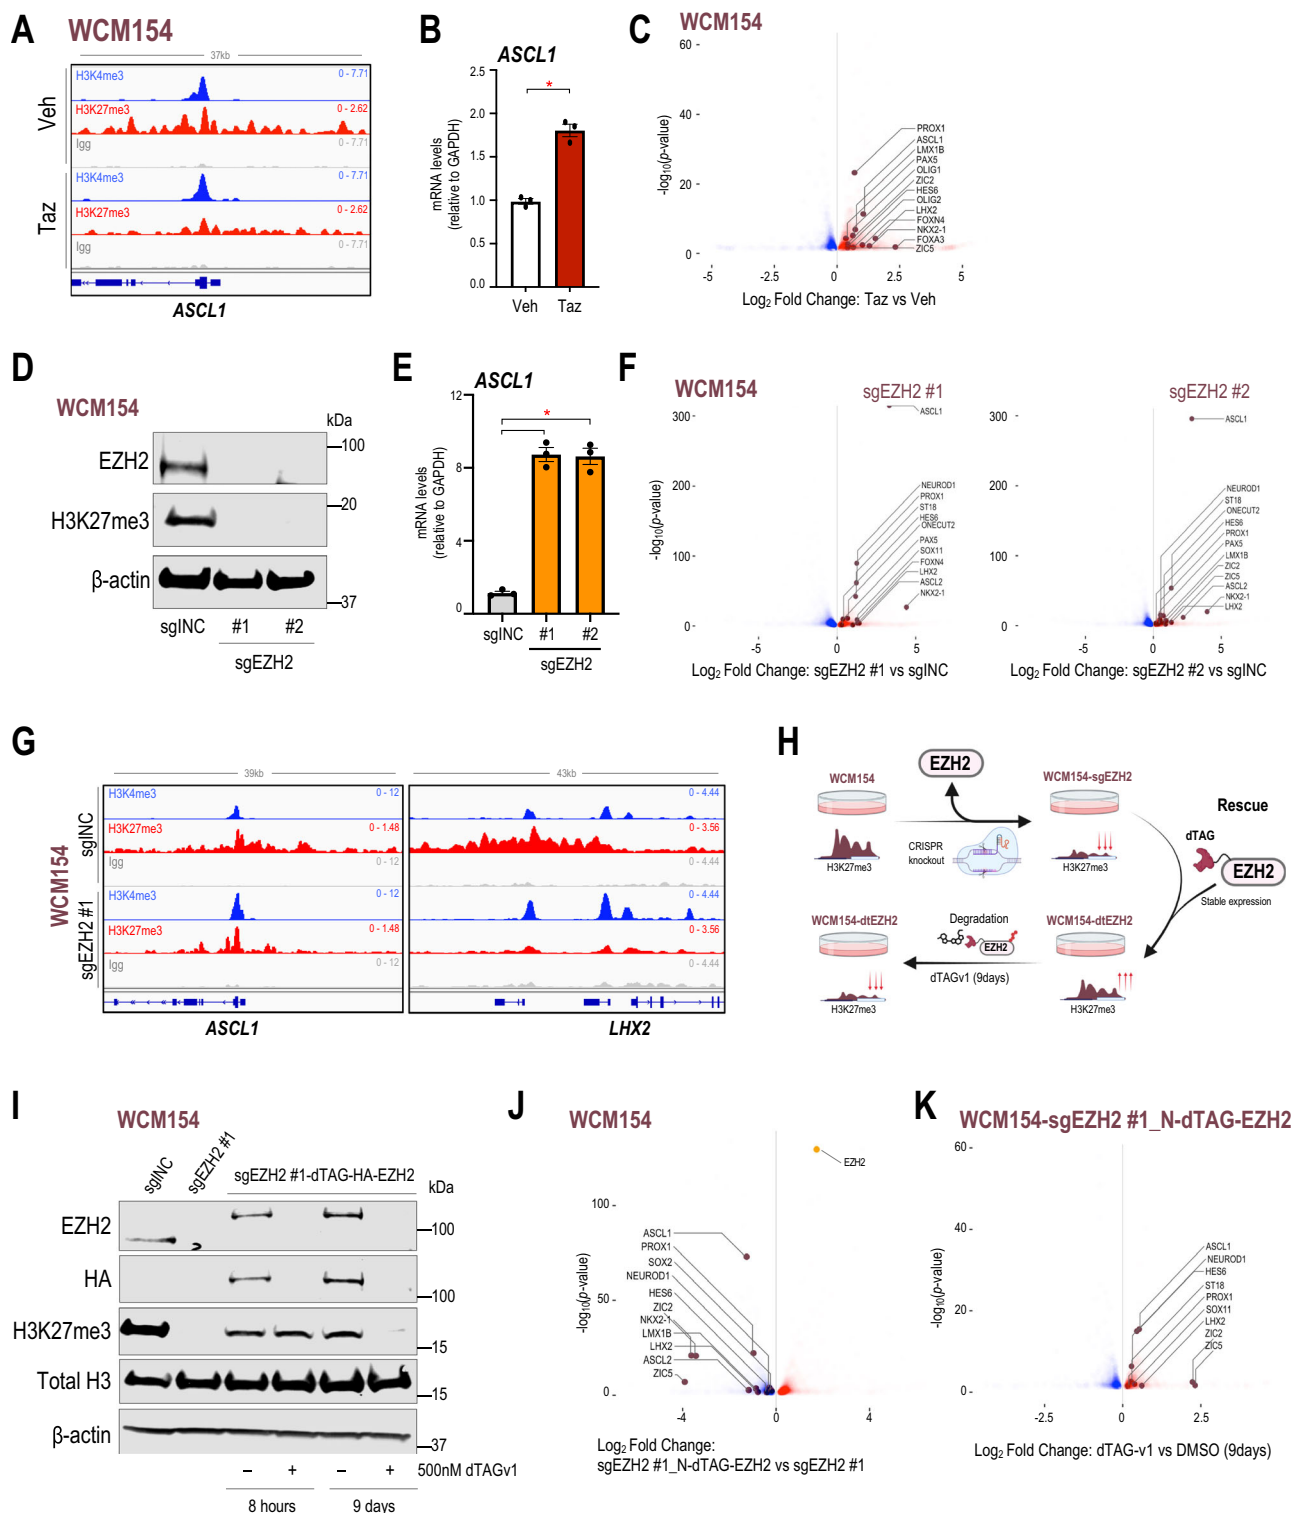 A
WCM154
37kb
Veh
H3K4me3
0 - 7.71
H3K27me3
0 - 2.62
Igg
0 - 7.71
Taz
H3K4me3
0 - 7.71
H3K27me3
0 - 2.62
Igg
0 - 7.71
ASCL1
B
ASCL1
mRNA levels
(relative to GAPDH)
2.5
2.0
1.5
1.0
0.5
0.0
*
Veh
Taz
C
WCM154
-log10(p-value)
60
40
20
0
PROX1
ASCL1
LMX1B
PAX5
OLIG1
ZIC2
HES6
OLIG2
LHX2
FOXN4
NKX2-1
FOXA3
ZIC5
-5
-2.5
0
2.5
5
Log2 Fold Change: Taz vs Veh
D
WCM154
kDa
EZH2
100
H3K27me3
20
β-actin
37
sgINC
#1
#2
sgEZH2
E
ASCL1
mRNA levels
(relative to GAPDH)
12
8
4
0
*
sgINC
#1
#2
sgEZH2
F
WCM154
sgEZH2 #1
-log10(p-value)
300
200
100
0
ASCL1
NEUROD1
PROX1
ST18
HES6
ONECUT2
PAX5
SOX11
FOXN4
LHX2
ASCL2
NKX2-1
-5
0
5
Log2 Fold Change: sgEZH2 #1 vs sgINC
sgEZH2 #2
300
200
100
0
ASCL1
NEUROD1
ST18
ONECUT2
HES6
PROX1
PAX5
LMX1B
ZIC2
ZIC5
ASCL2
NKX2-1
LHX2
-5
0
5
Log2 Fold Change: sgEZH2 #2 vs sgINC
G
WCM154
39kb
43kb
sgINC
H3K4me3
0 - 12
0 - 4.44
H3K27me3
0 - 1.48
0 - 3.56
Igg
0 - 12
0 - 4.44
sgEZH2 #1
H3K4me3
0 - 12
0 - 4.44
H3K27me3
0 - 1.48
0 - 3.56
Igg
0 - 12
0 - 4.44
ASCL1
LHX2
H
WCM154
EZH2
WCM154-sgEZH2
H3K27me3
CRISPR
knockout
H3K27me3
Rescue
dTAG
EZH2
Stable expression
WCM154-dtEZH2
Degradation
EZH2
dTAGv1 (9days)
WCM154-dtEZH2
H3K27me3
H3K27me3
I
WCM154
sgINC
sgEZH2 #1
sgEZH2 #1-dTAG-HA-EZH2
kDa
EZH2
100
HA
100
H3K27me3
15
Total H3
15
β-actin
37
–
+
–
+
500nM dTAGv1
8 hours
9 days
J
WCM154
-log10(p-value)
100
50
0
EZH2
ASCL1
PROX1
SOX2
NEUROD1
HES6
ZIC2
NKX2-1
LMX1B
LHX2
ASCL2
ZIC5
-4
0
4
Log2 Fold Change:
sgEZH2 #1_N-dTAG-EZH2 vs sgEZH2 #1
K
WCM154-sgEZH2 #1_N-dTAG-EZH2
-log10(p-value)
60
40
20
0
ASCL1
NEUROD1
HES6
ST18
PROX1
SOX11
LHX2
ZIC2
ZIC5
-2.5
0
2.5
Log2 Fold Change: dTAG-v1 vs DMSO (9days)